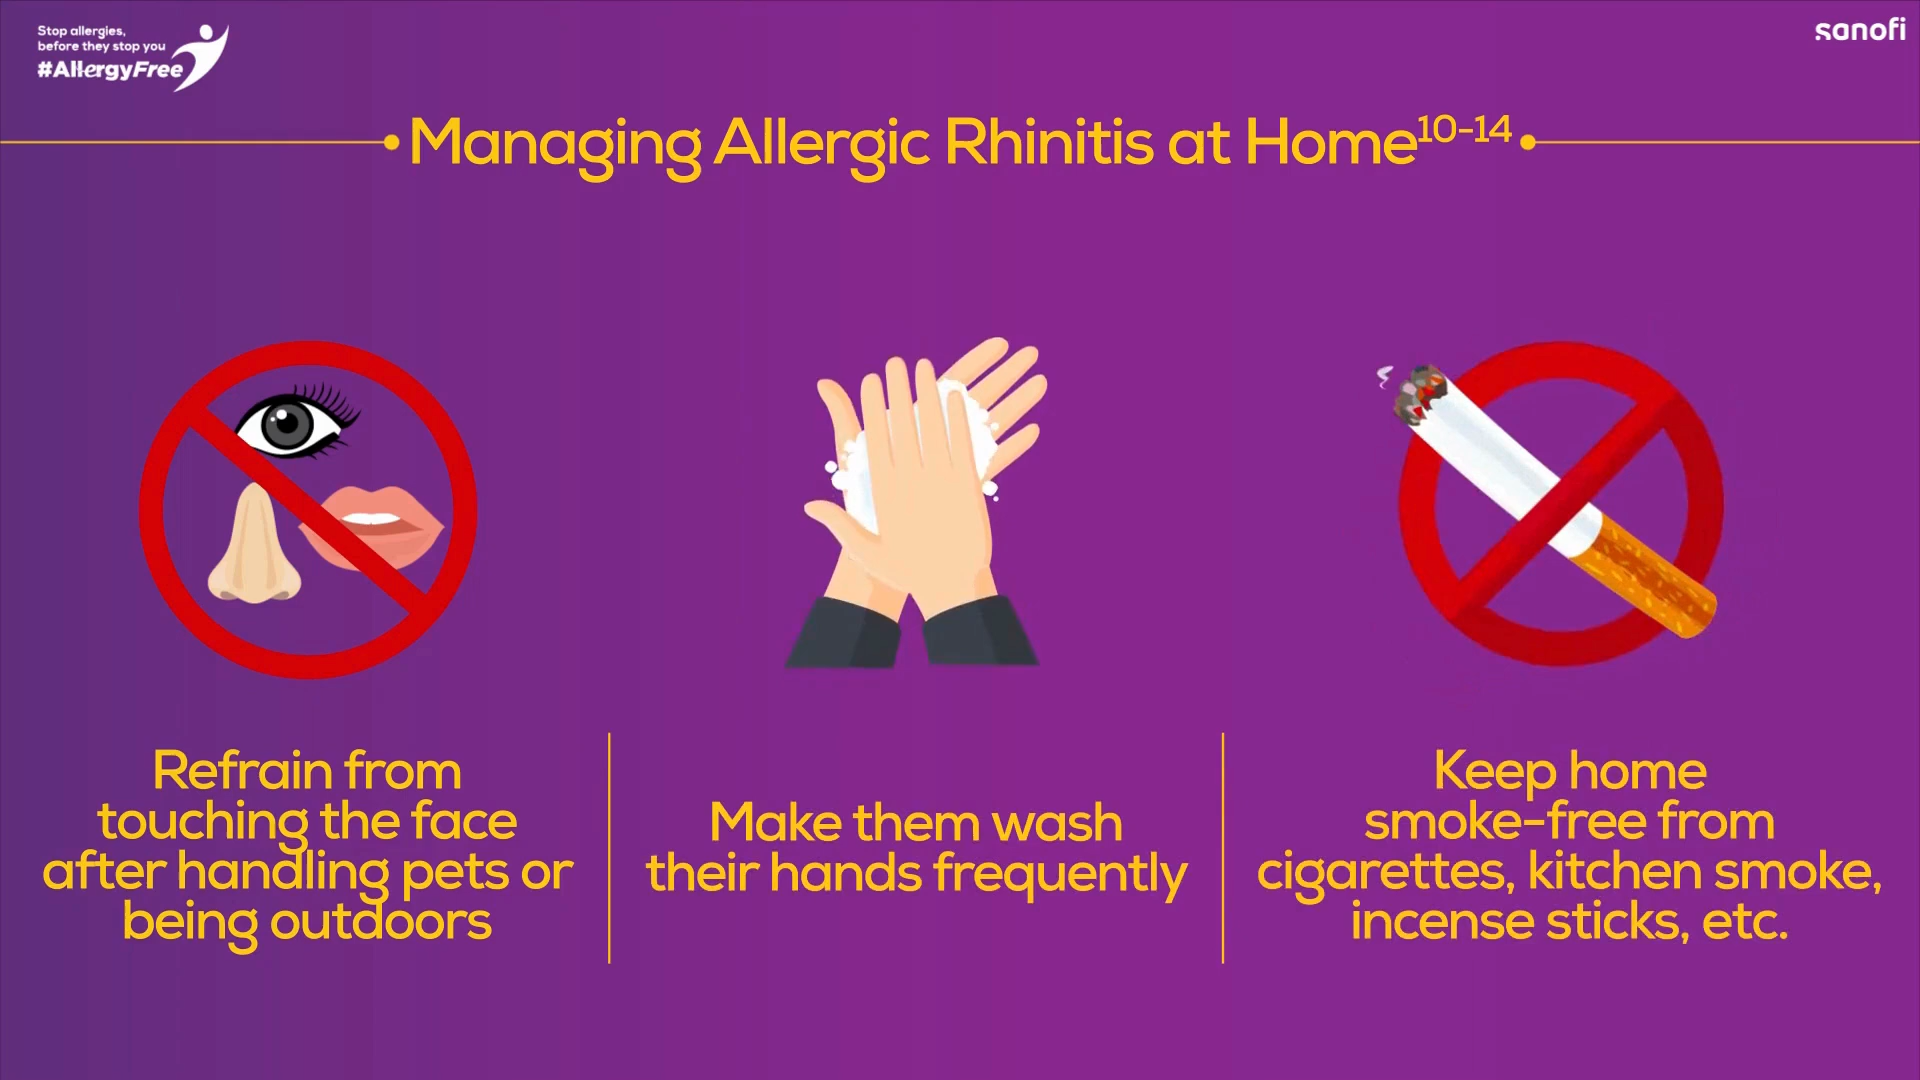 Stop allergies,
before they stop you
#AllergyFree
sanofi
Managing Allergic Rhinitis at Home10-14
Refrain from
touching the face
after handling pets or
being outdoors
Make them wash
their hands frequently
Keep home
smoke-free from
cigarettes, kitchen smoke,
incense sticks, etc.